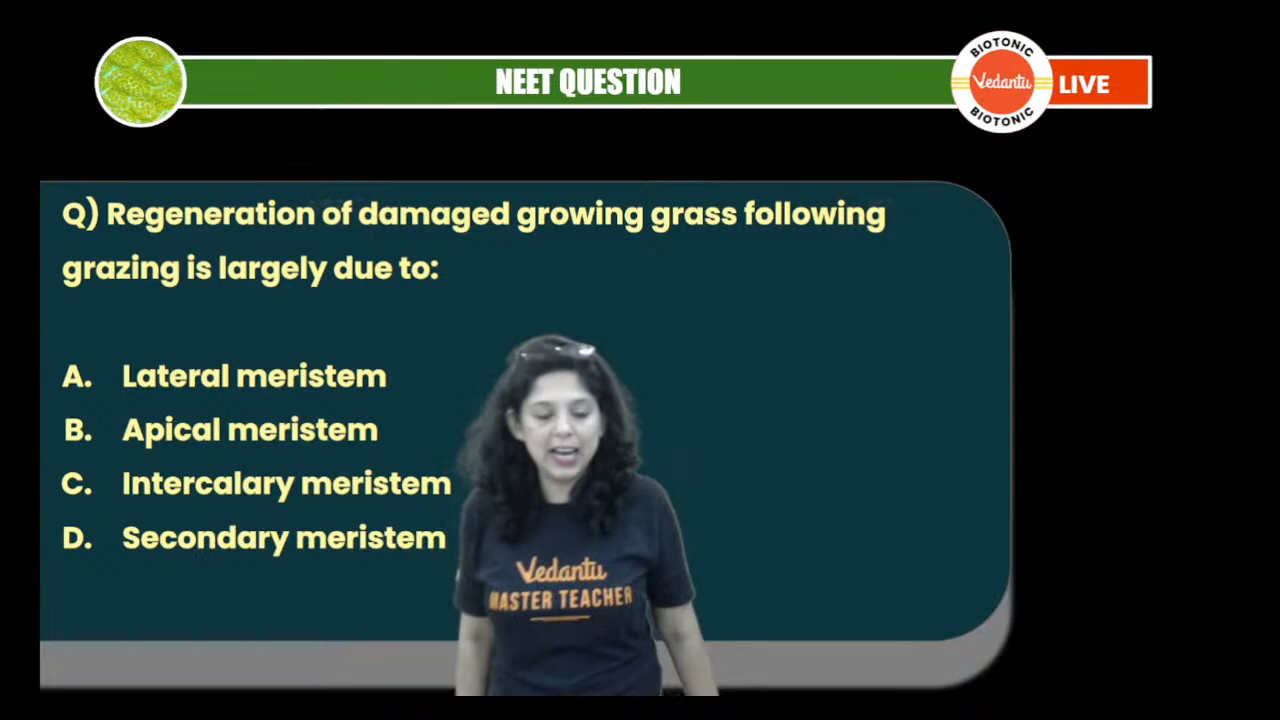 NEET QUESTION
BIOTONIC
Vedantu
BIOTONIC
LIVE
Q) Regeneration of damaged growing grass following
grazing is largely due to:
A. Lateral meristem
B. Apical meristem
C. Intercalary meristem
D. Secondary meristem
Vedantu
MASTER TEACHER